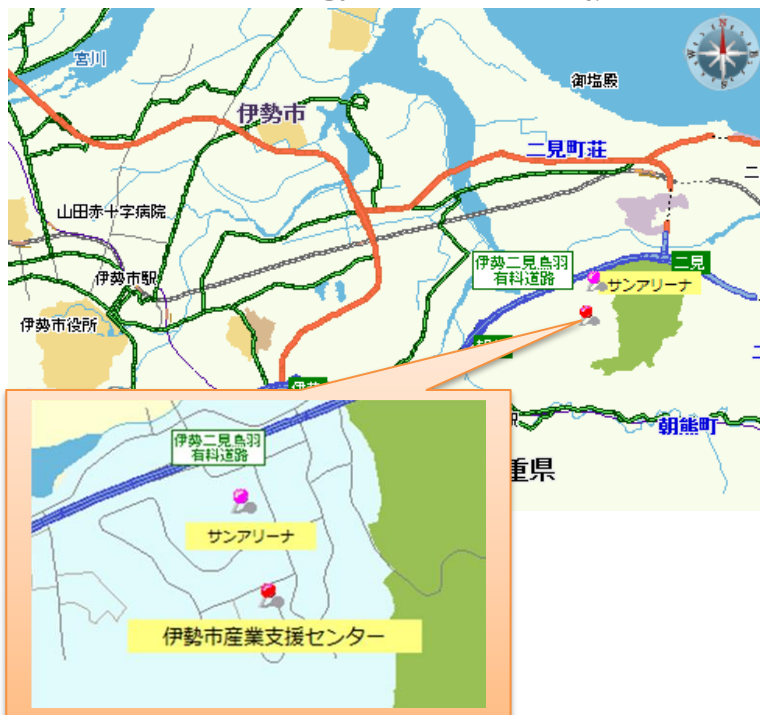 宮川
御塩殿
伊勢市
二見町荘
山田赤十字病院
伊勢二見鳥羽
有料道路
二見
伊勢市駅
サンアリーナ
伊勢市役所
朝熊町
重県
伊勢二見鳥羽
有料道路
サンアリーナ
伊勢市産業支援センター